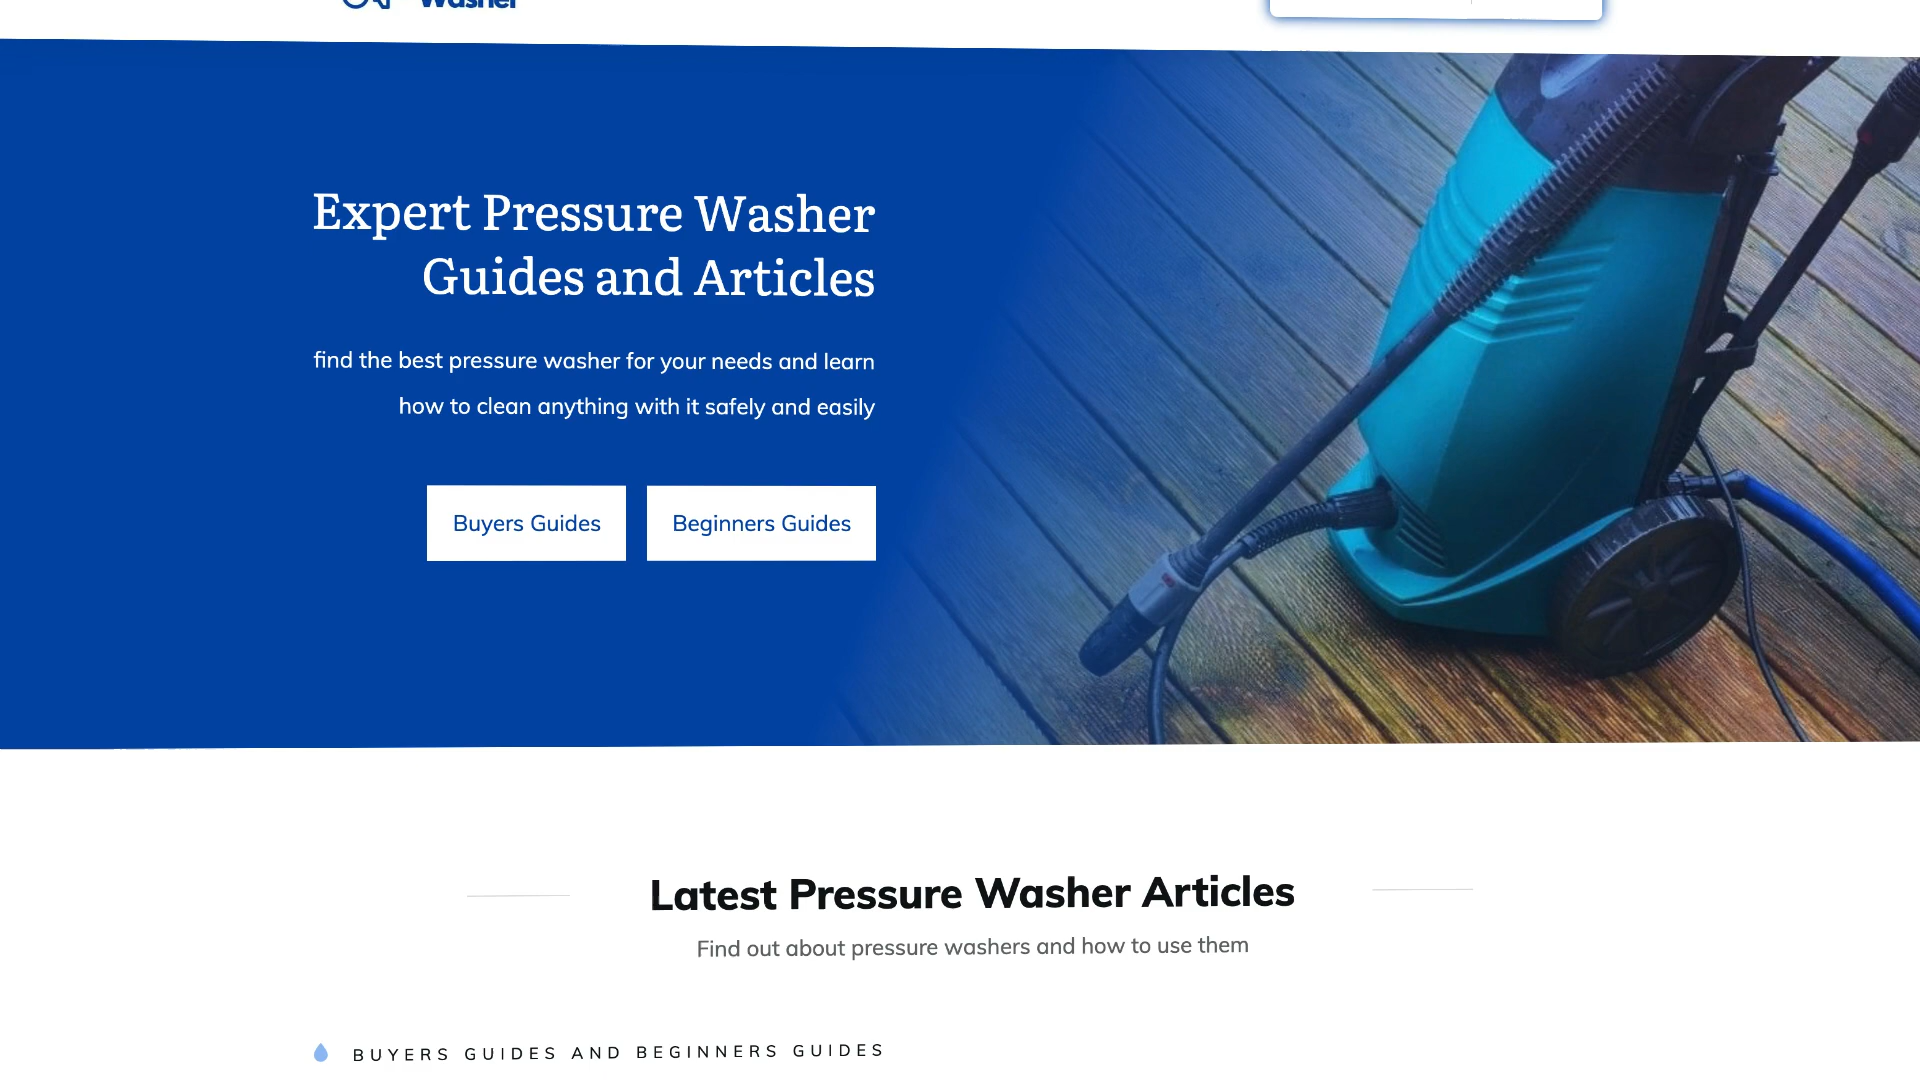 Washer
Expert Pressure Washer
Guides and Articles
find the best pressure washer for your needs and learn
how to clean anything with it safely and easily
Buyers Guides
Beginners Guides
Latest Pressure Washer Articles
Find out about pressure washers and how to use them
BUYERS GUIDES AND BEGINNERS GUIDES